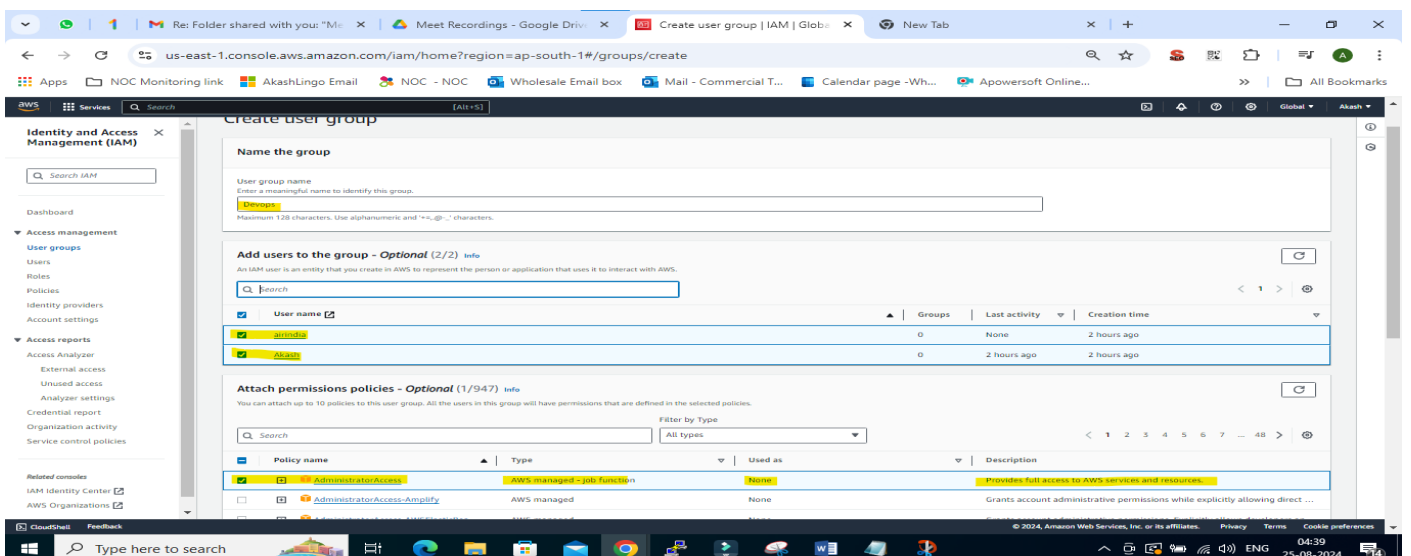 Re: Folder shared with you: "Me
Meet Recordings - Google Driv
Create user group | IAM | Globa
New Tab
us-east-1.console.aws.amazon.com/iam/home?region=ap-south-1#/groups/create
Apps NOC Monitoring link AkashLingo Email NOC - NOC Wholesale Email box Mail - Commercial T... Calendar page -Wh... Apowersoft Online... » All Bookmarks
aws Services Search [Alt+S] Global Akash
Identity and Access Management (IAM)
Search IAM
Dashboard
Access management
User groups
Users
Roles
Policies
Identity providers
Account settings
Access reports
Access Analyzer
External access
Unused access
Analyzer settings
Credential report
Organization activity
Service control policies
Related consoles
IAM Identity Center
AWS Organizations
Create user group
Name the group
User group name
Enter a meaningful name to identify this group.
Devops
Maximum 128 characters. Use alphanumeric and '+=,.@-_' characters.
Add users to the group - Optional (2/2) Info
An IAM user is an entity that you create in AWS to represent the person or application that uses it to interact with AWS.
Search
< 1 >
User name Groups Last activity Creation time
airindia 0 None 2 hours ago
Akash 0 2 hours ago 2 hours ago
Attach permissions policies - Optional (1/947) Info
You can attach up to 10 policies to this user group. All the users in this group will have permissions that are defined in the selected policies.
Filter by Type
Search All types < 1 2 3 4 5 6 7 ... 48 >
Policy name Type Used as Description
AdministratorAccess AWS managed - job function None Provides full access to AWS services and resources.
AdministratorAccess-Amplify AWS managed None Grants account administrative permissions while explicitly allowing direct ...
CloudShell Feedback © 2024, Amazon Web Services, Inc. or its affiliates. Privacy Terms Cookie preferences
Type here to search
ENG
04:39
25-08-2024